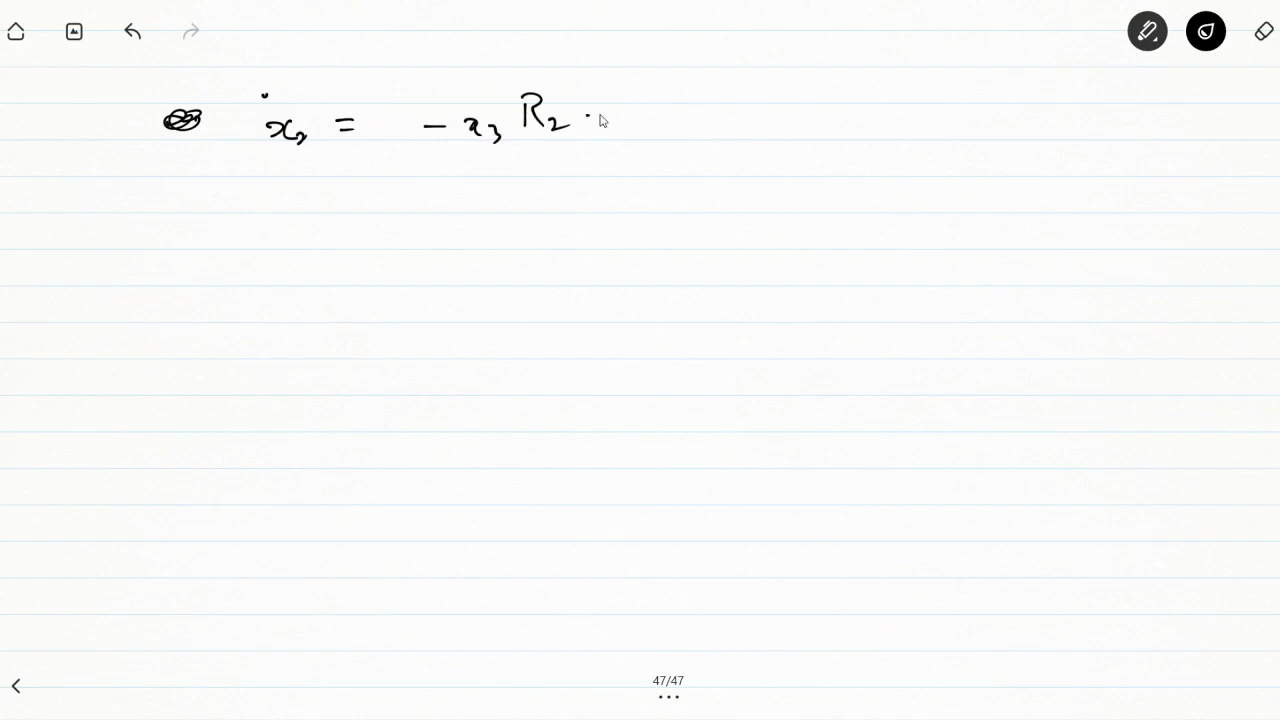 ẋ₂ = - x₃ R₂ ·
47/47